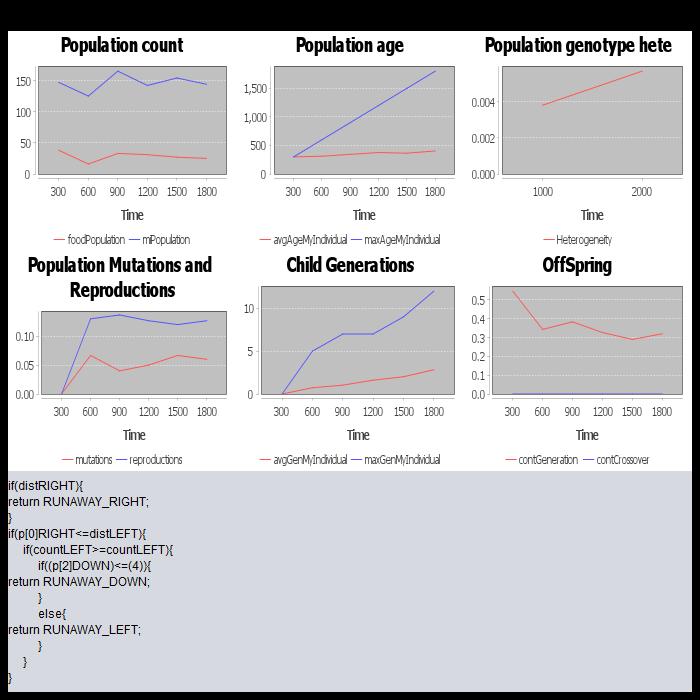 Population count
150
100
50
0
300 600 900 1200 1500 1800
Time
foodPopulation miPopulation
Population age
1,500
1,000
500
0
300 600 900 1200 1500 1800
Time
avgAgeMyIndividual maxAgeMyIndividual
Population genotype hete
0.004
0.002
0.000
1000 2000
Time
Heterogeneity
Population Mutations and
Reproductions
0.10
0.05
0.00
300 600 900 1200 1500 1800
Time
mutations reproductions
Child Generations
10
5
0
300 600 900 1200 1500 1800
Time
avgGenMyIndividual maxGenMyIndividual
OffSpring
0.5
0.4
0.3
0.2
0.1
0.0
300 600 900 1200 1500 1800
Time
contGeneration contCrossover
if(distRIGHT){
return RUNAWAY_RIGHT;
}
if(p[0]RIGHT<=distLEFT){
if(countLEFT>=countLEFT){
if((p[2]DOWN)<=(4)){
return RUNAWAY_DOWN;
}
else{
return RUNAWAY_LEFT;
}
}
}